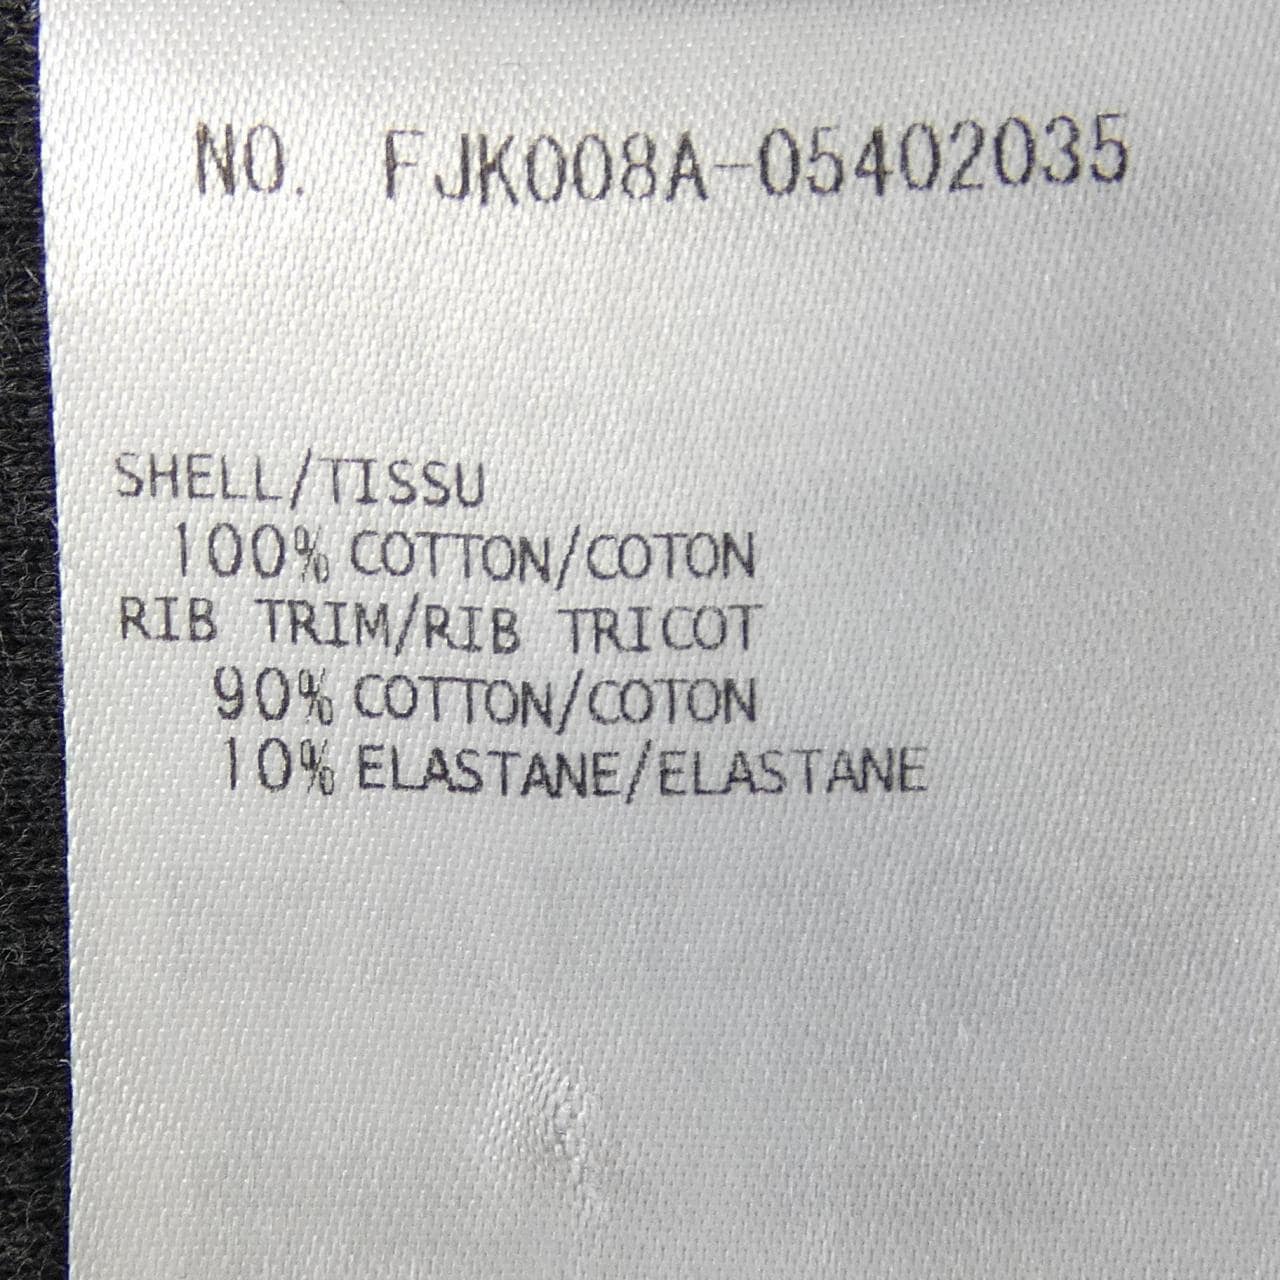 NO. FJK008A-05402035
SHELL/TISSU
100% COTTON/COTON
RIB TRIM/RIB TRICOT
90% COTTON/COTON
10% ELASTANE/ELASTANE